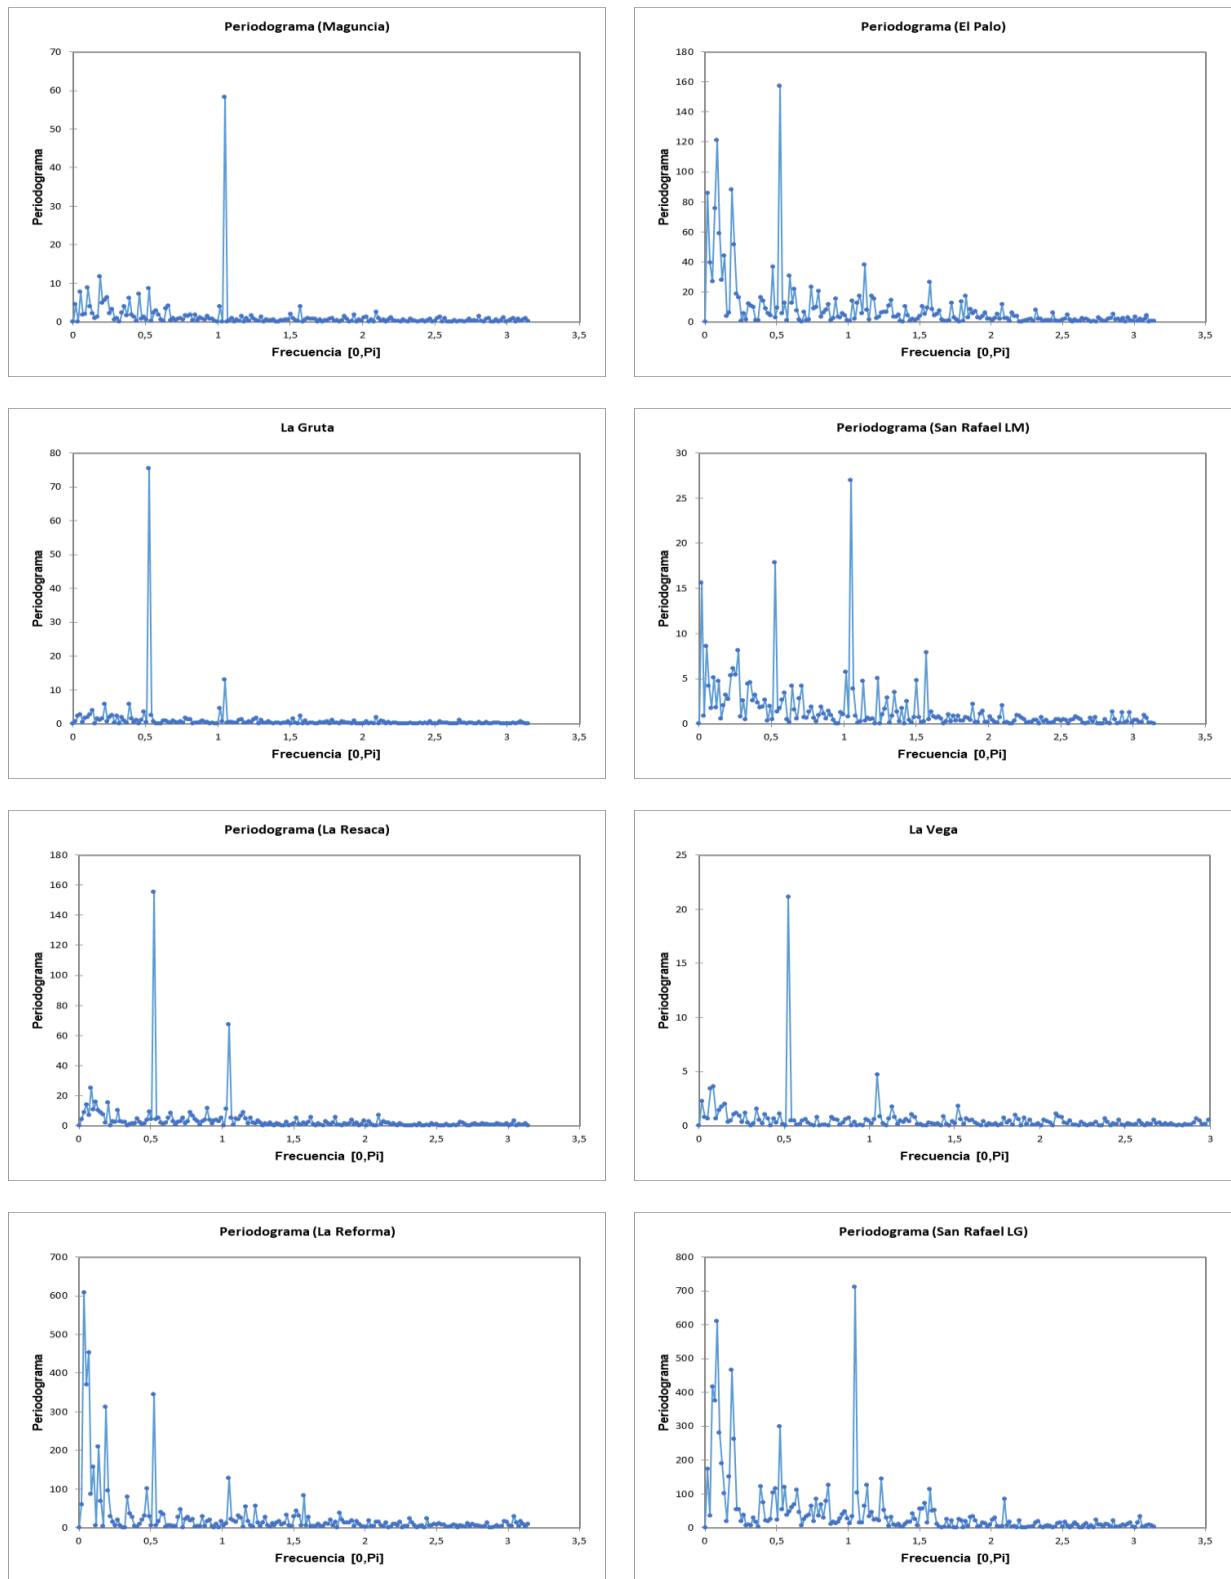 Periodograma (Maguncia)
70
60
50
40
30
20
10
0
0 0,5 1 1,5 2 2,5 3 3,5
Periodograma
Frecuencia [0,Pi]
Periodograma (El Palo)
180
160
140
120
100
80
60
40
20
0
0 0,5 1 1,5 2 2,5 3 3,5
Periodograma
Frecuencia [0,Pi]
La Gruta
80
70
60
50
40
30
20
10
0
0 0,5 1 1,5 2 2,5 3 3,5
Periodograma
Frecuencia [0,Pi]
Periodograma (San Rafael LM)
30
25
20
15
10
5
0
0 0,5 1 1,5 2 2,5 3 3,5
Periodograma
Frecuencia [0,Pi]
Periodograma (La Resaca)
180
160
140
120
100
80
60
40
20
0
0 0,5 1 1,5 2 2,5 3 3,5
Periodograma
Frecuencia [0,Pi]
La Vega
25
20
15
10
5
0
0 0,5 1 1,5 2 2,5 3
Periodograma
Frecuencia [0,Pi]
Periodograma (La Reforma)
700
600
500
400
300
200
100
0
0 0,5 1 1,5 2 2,5 3 3,5
Periodograma
Frecuencia [0,Pi]
Periodograma (San Rafael LG)
800
700
600
500
400
300
200
100
0
0 0,5 1 1,5 2 2,5 3 3,5
Periodograma
Frecuencia [0,Pi]